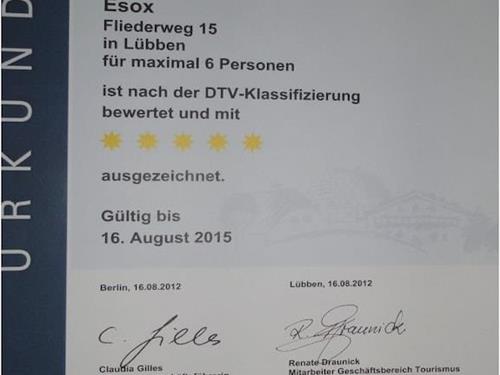 URKUND
Esox
Fliederweg 15
in Lübben
für maximal 6 Personen
ist nach der DTV-Klassifizierung
bewertet und mit
ausgezeichnet.
Gültig bis
16. August 2015
Berlin, 16.08.2012
Lübben, 16.08.2012
C. Gilles
R. Draunick
Claudia Gilles
Renate Draunick
Mitarbeiter Geschäftsbereich Tourismus